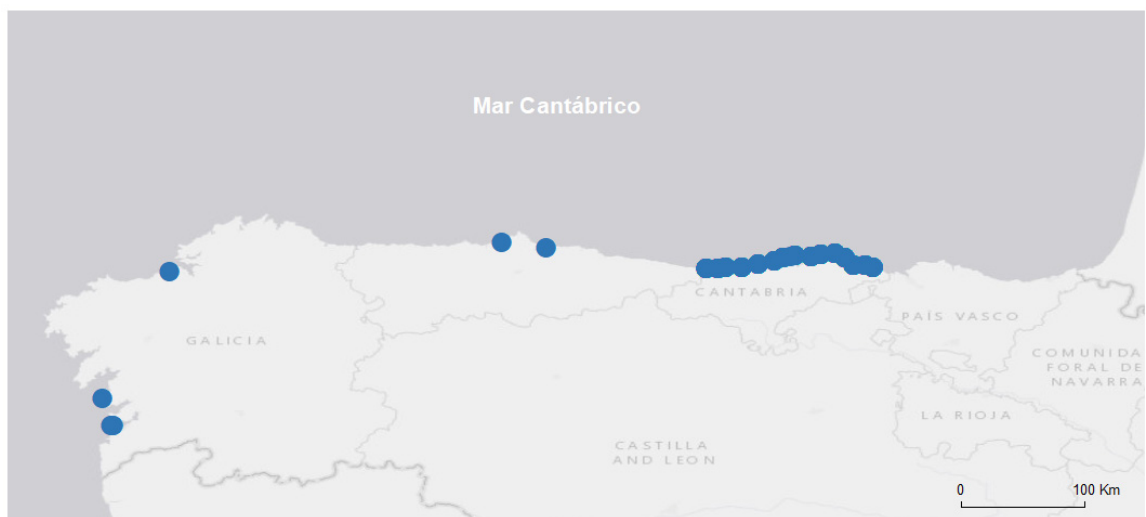 Mar Cantábrico
CANTABRIA
PAÍS VASCO
GALICIA
COMUNIDA
FORAL DE
NAVARRA
LA RIOJA
CASTILLA
AND LEON
0 100 Km